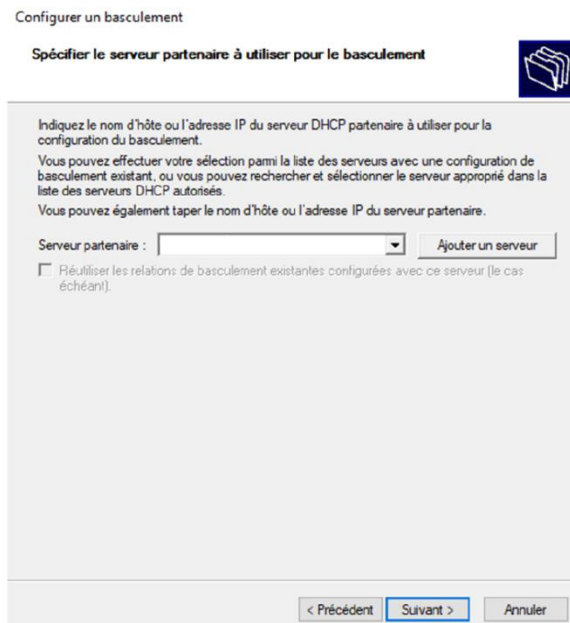 Configurer un basculement
Spécifier le serveur partenaire à utiliser pour le basculement
Indiquez le nom d'hôte ou l'adresse IP du serveur DHCP partenaire à utiliser pour la
configuration du basculement.
Vous pouvez effectuer votre sélection parmi la liste des serveurs avec une configuration de
basculement existant, ou vous pouvez rechercher et sélectionner le serveur approprié dans la
liste des serveurs DHCP autorisés.
Vous pouvez également taper le nom d'hôte ou l'adresse IP du serveur partenaire.
Serveur partenaire : Ajouter un serveur
Réutiliser les relations de basculement existantes configurées avec ce serveur (le cas
échéant).
< Précédent Suivant > Annuler